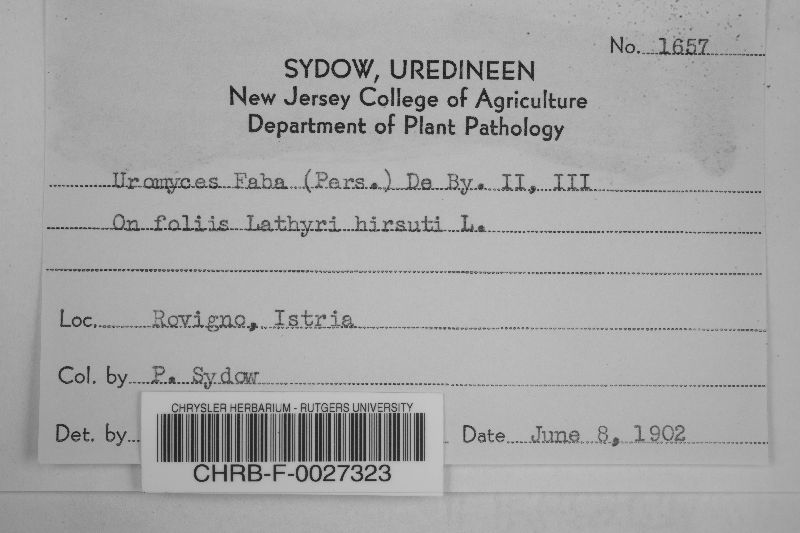 No. 1657
SYDOW, UREDINEEN
New Jersey College of Agriculture
Department of Plant Pathology
Uromyces Faba (Pers.) De By. II, III
On foliis Lathyri hirsuti L.
Loc. Rovigno, Istria
Col. by P. Sydow
Det. by
Date June 8, 1902
CHRYSLER HERBARIUM - RUTGERS UNIVERSITY
CHRB-F-0027323